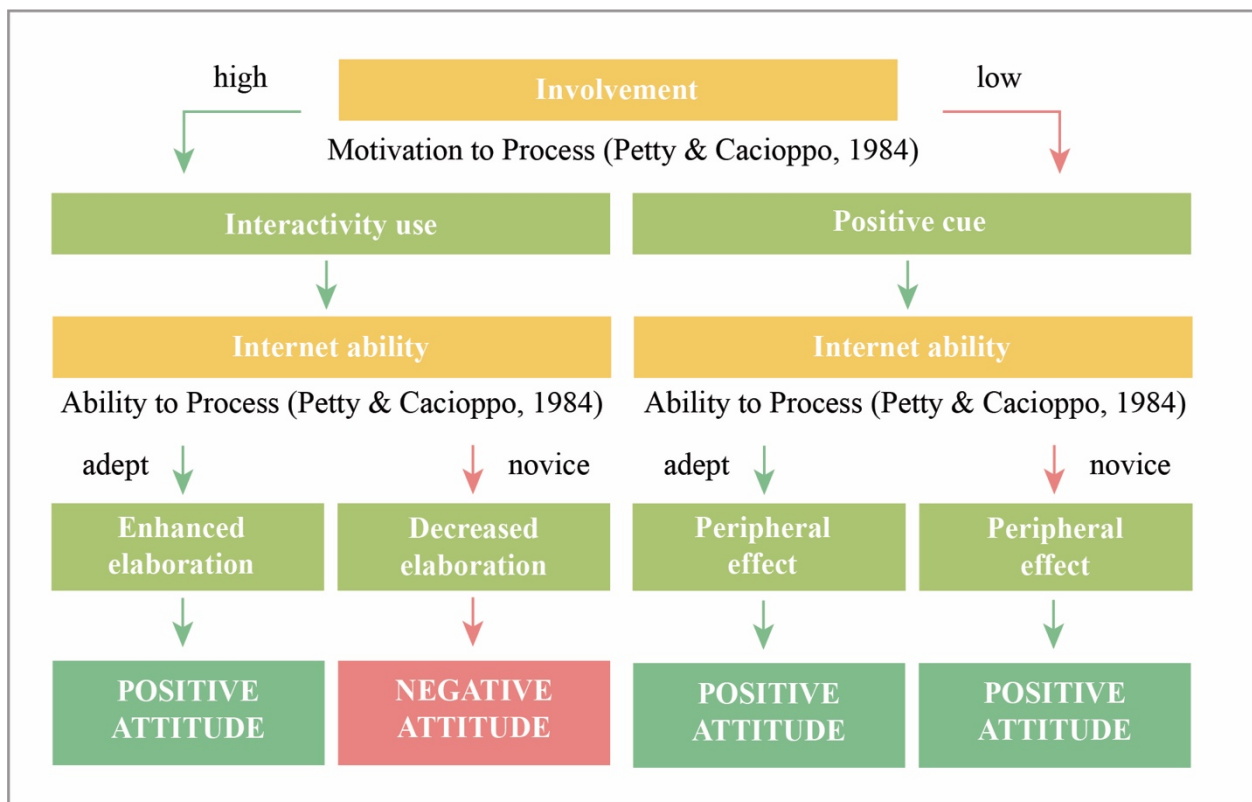 high
Involvement
low
Motivation to Process (Petty & Cacioppo, 1984)
Interactivity use
Positive cue
Internet ability
Internet ability
Ability to Process (Petty & Cacioppo, 1984)
Ability to Process (Petty & Cacioppo, 1984)
adept
novice
adept
novice
Enhanced
elaboration
Decreased
elaboration
Peripheral
effect
Peripheral
effect
POSITIVE
ATTITUDE
NEGATIVE
ATTITUDE
POSITIVE
ATTITUDE
POSITIVE
ATTITUDE